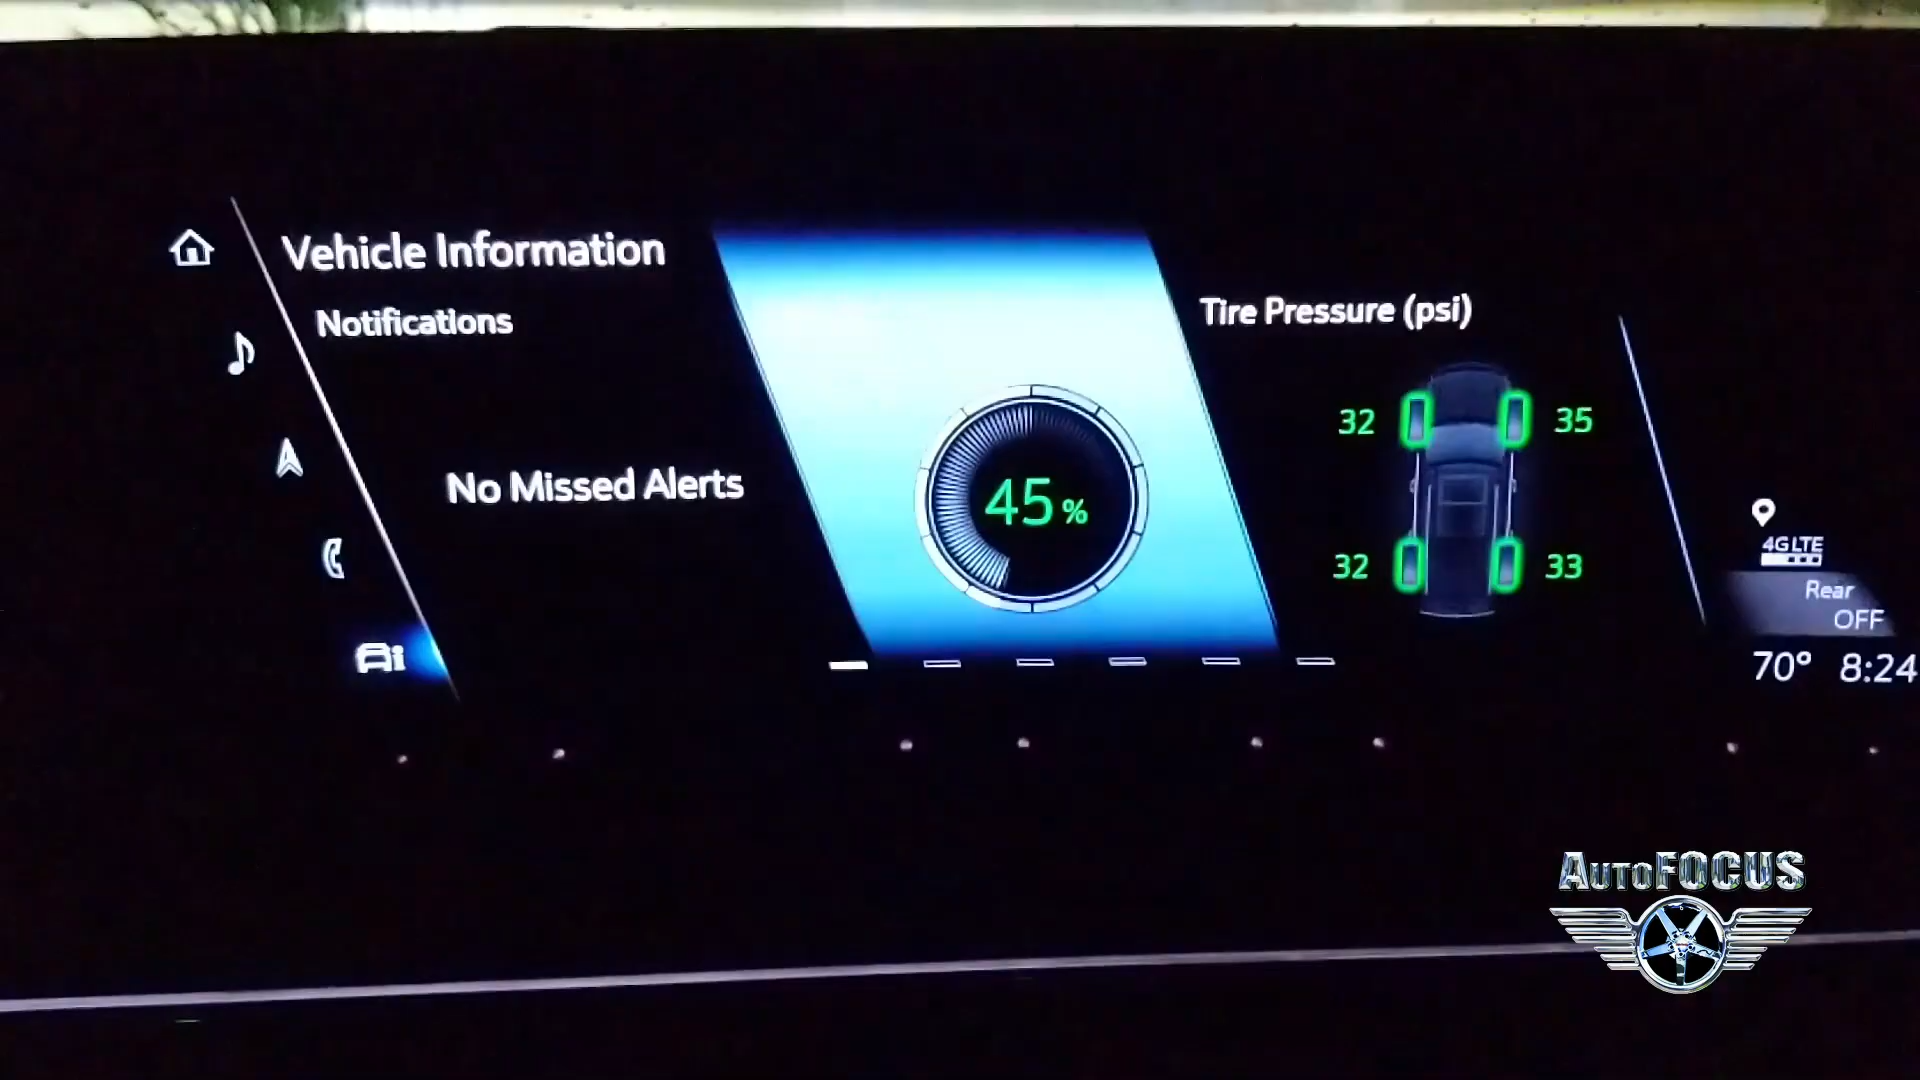 Vehicle Information
Notifications
No Missed Alerts
45%
Tire Pressure (psi)
32 35
32 33
4G LTE
Rear
OFF
70° 8:24
AutoFOCUS